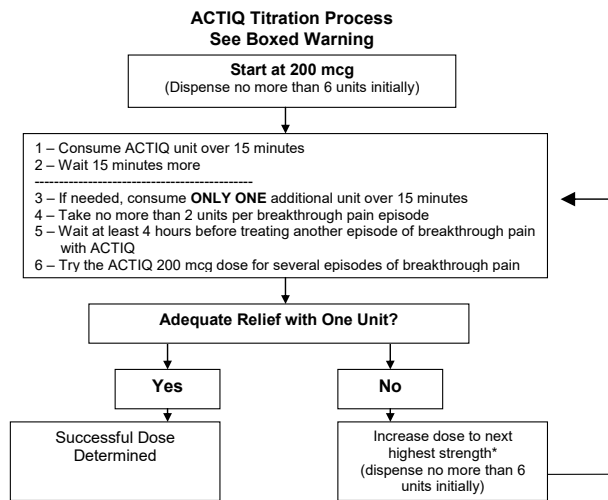 ACTIQ Titration Process
See Boxed Warning
Start at 200 mcg
(Dispense no more than 6 units initially)
1 – Consume ACTIQ unit over 15 minutes
2 – Wait 15 minutes more
--------------------------------------------
3 – If needed, consume ONLY ONE additional unit over 15 minutes
4 – Take no more than 2 units per breakthrough pain episode
5 – Wait at least 4 hours before treating another episode of breakthrough pain
with ACTIQ
6 – Try the ACTIQ 200 mcg dose for several episodes of breakthrough pain
Adequate Relief with One Unit?
Yes
No
Successful Dose
Determined
Increase dose to next
highest strength*
(dispense no more than 6
units initially)